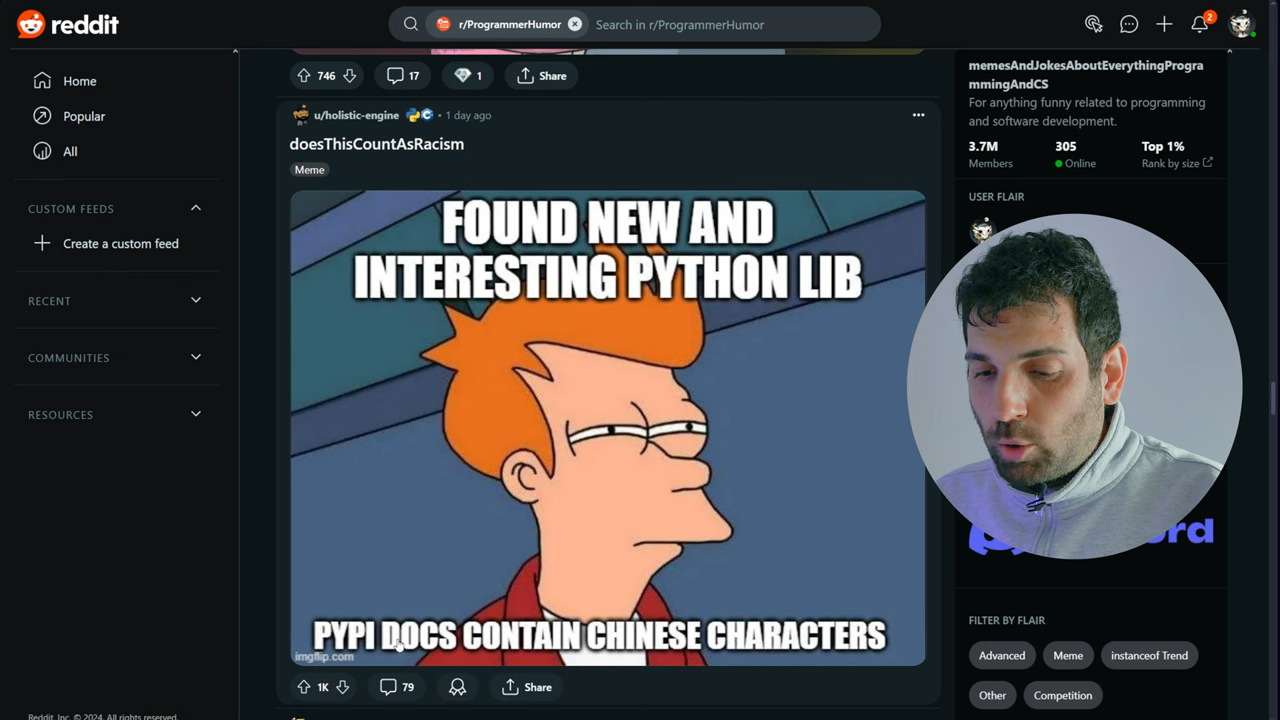 reddit
r/ProgrammerHumor
Search in r/ProgrammerHumor
2
Home
Popular
All
CUSTOM FEEDS
Create a custom feed
RECENT
COMMUNITIES
RESOURCES
Reddit, Inc. © 2024. All rights reserved.
746
17
1
Share
u/holistic-engine • 1 day ago
doesThisCountAsRacism
Meme
FOUND NEW AND
INTERESTING PYTHON LIB
PYPI DOCS CONTAIN CHINESE CHARACTERS
imgflip.com
1K
79
Share
memesAndJokesAboutEverythingProgra
mmingAndCS
For anything funny related to programming
and software development.
3.7M
305
Top 1%
Members
Online
Rank by size
USER FLAIR
FILTER BY FLAIR
Advanced
Meme
instanceof Trend
Other
Competition